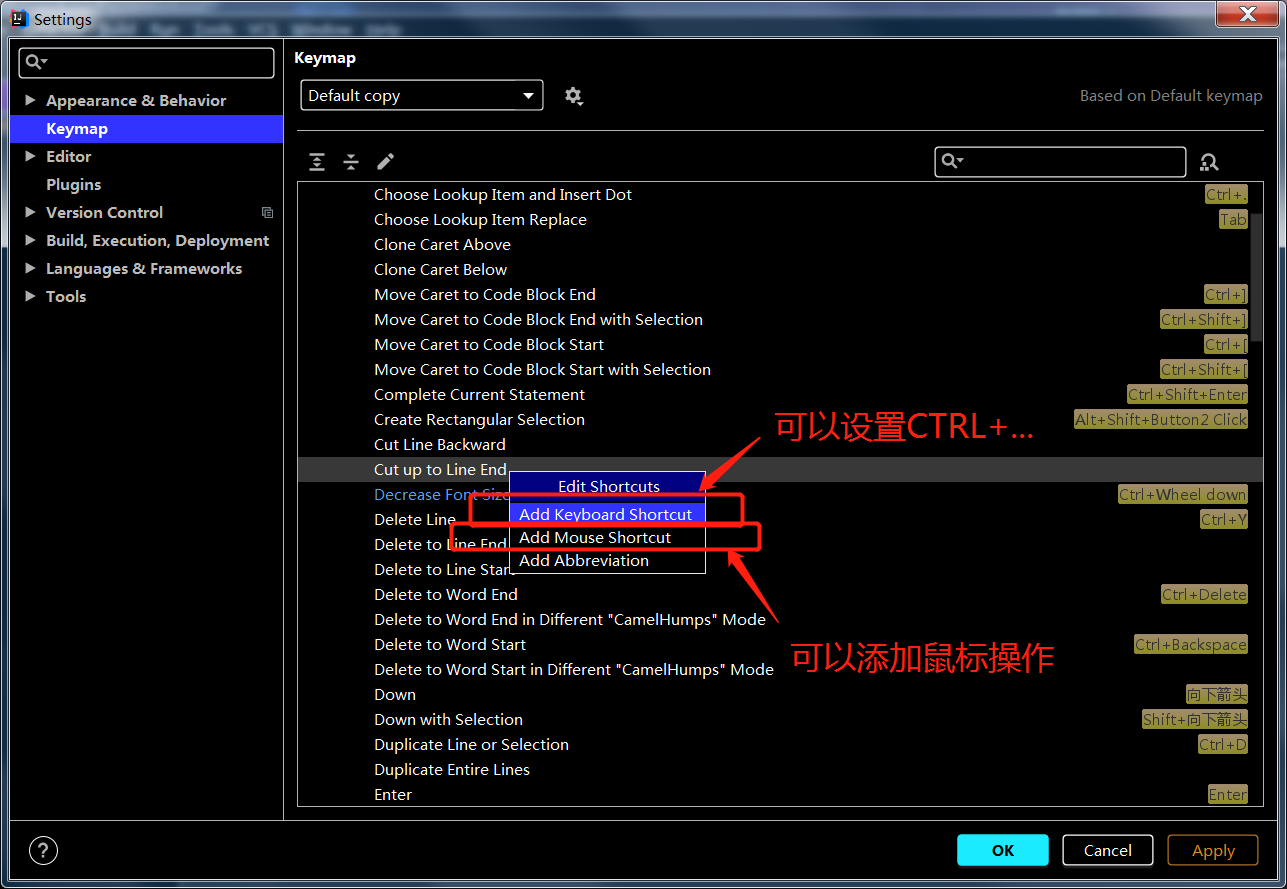 Settings
Keymap
Default copy
Based on Default keymap
Appearance & Behavior
Keymap
Editor
Plugins
Version Control
Build, Execution, Deployment
Languages & Frameworks
Tools
Choose Lookup Item and Insert Dot Ctrl+.
Choose Lookup Item Replace Tab
Clone Caret Above
Clone Caret Below
Move Caret to Code Block End Ctrl+]
Move Caret to Code Block End with Selection Ctrl+Shift+]
Move Caret to Code Block Start Ctrl+[
Move Caret to Code Block Start with Selection Ctrl+Shift+[
Complete Current Statement Ctrl+Shift+Enter
Create Rectangular Selection Alt+Shift+Button2 Click
可以设置CTRL+...
Cut Line Backward
Cut up to Line End
Edit Shortcuts
Decrease Font Size Ctrl+Wheel down
Add Keyboard Shortcut
Delete Line Ctrl+Y
Add Mouse Shortcut
Delete to Line End
Add Abbreviation
Delete to Line Start
Delete to Word End Ctrl+Delete
Delete to Word End in Different "CamelHumps" Mode
Delete to Word Start Ctrl+Backspace
可以添加鼠标操作
Delete to Word Start in Different "CamelHumps" Mode
Down 向下箭头
Down with Selection Shift+向下箭头
Duplicate Line or Selection Ctrl+D
Duplicate Entire Lines
Enter Enter
?
OK
Cancel
Apply